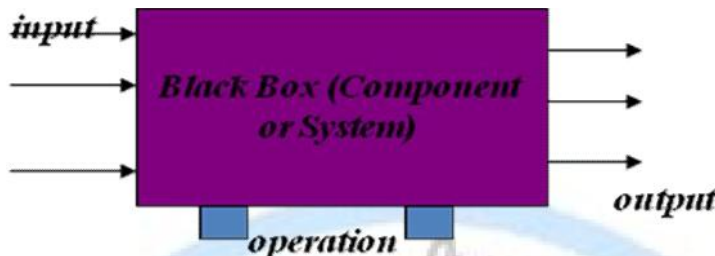 input
Black Box (Component
or System)
output
operation